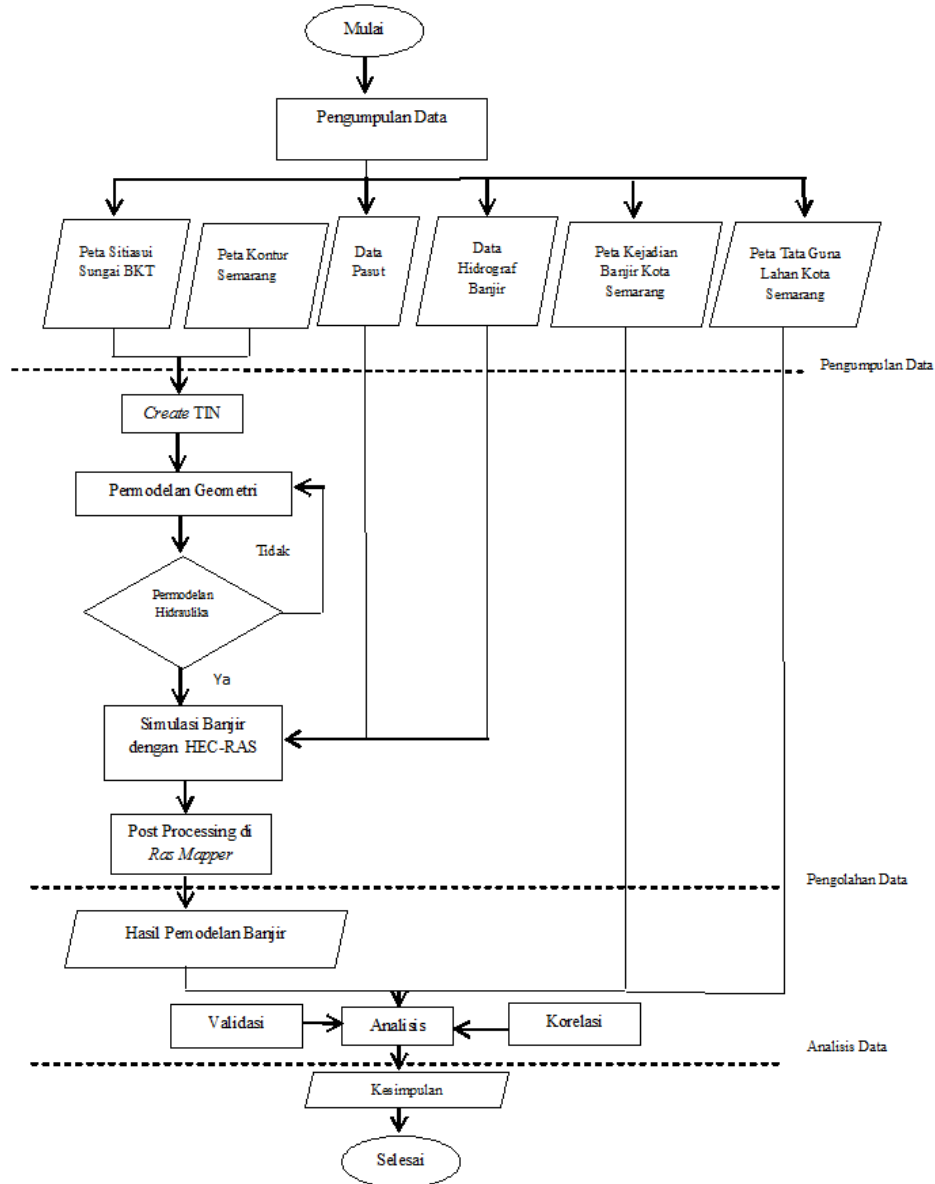 Mulai
Pengumpulan Data
Peta Sitiasui
Sungai BKT
Peta Kontur
Semarang
Data
Pasut
Data
Hidrograf
Banjir
Peta Kejadian
Banjir Kota
Semarang
Peta Tata Guna
Lahan Kota
Semarang
Pengumpulan Data
Create TIN
Permodelan Geometri
Tidak
Permodelan
Hidraulika
Ya
Simulasi Banjir
dengan HEC-RAS
Post Processing di
Ras Mapper
Pengolahan Data
Hasil Pemodelan Banjir
Validasi
Analisis
Korelasi
Analisis Data
Kesimpulan
Selesai